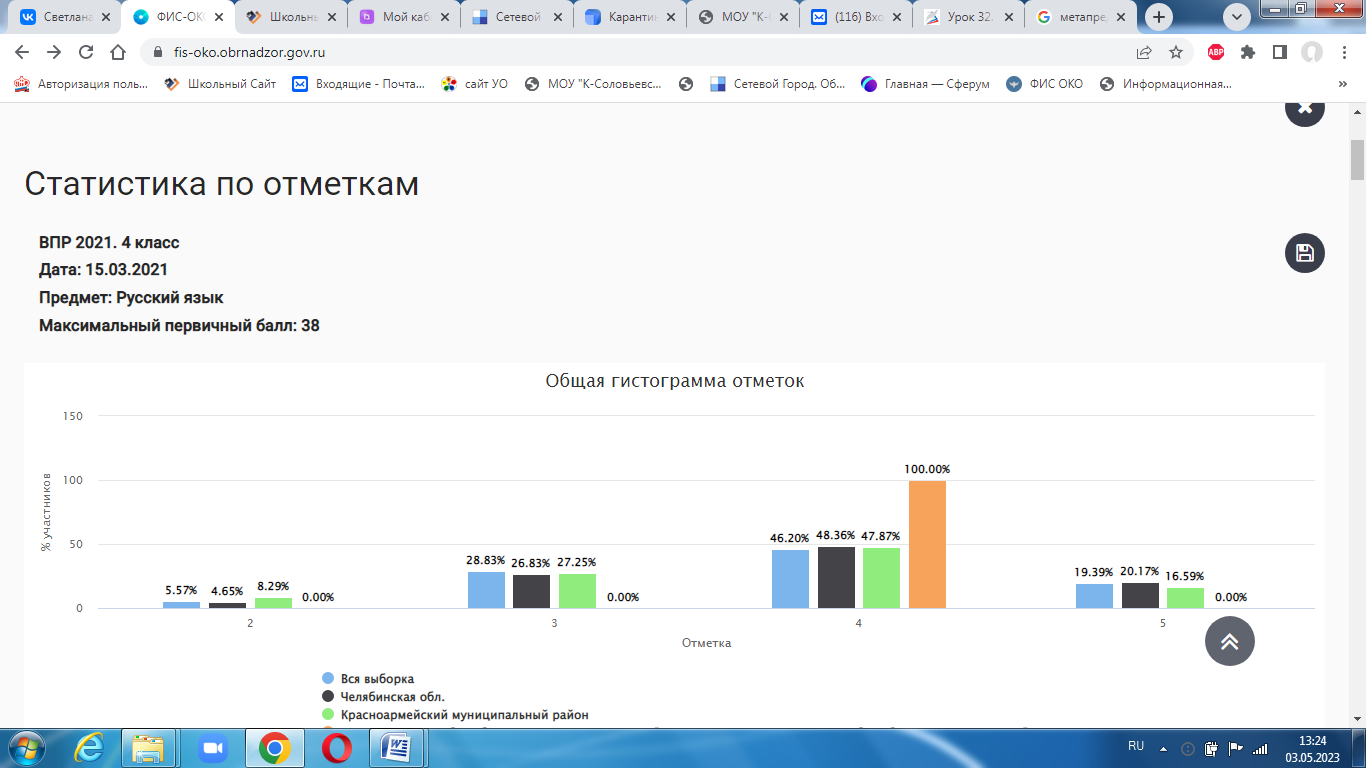 Светлана
ФИС-ОКО
Школьны
Мой каб
Сетевой
Карантин
МОУ "К-
(116) Вхо
Урок 32.
метапред
fis-oko.obrnadzor.gov.ru
ABP
Авторизация поль...
Школьный Сайт
Входящие - Почта...
сайт УО
МОУ "К-Соловьевс...
Сетевой Город. Об...
Главная — Сферум
ФИС ОКО
Информационная...
»
Статистика по отметкам
ВПР 2021. 4 класс
Дата: 15.03.2021
Предмет: Русский язык
Максимальный первичный балл: 38
Общая гистограмма отметок
% участников
150
100
50
0
5.57% 4.65% 8.29% 0.00%
28.83% 26.83% 27.25% 0.00%
46.20% 48.36% 47.87% 100.00%
19.39% 20.17% 16.59% 0.00%
2 3 4 5
Отметка
Вся выборка
Челябинская обл.
Красноармейский муниципальный район
RU
13:24
03.05.2023